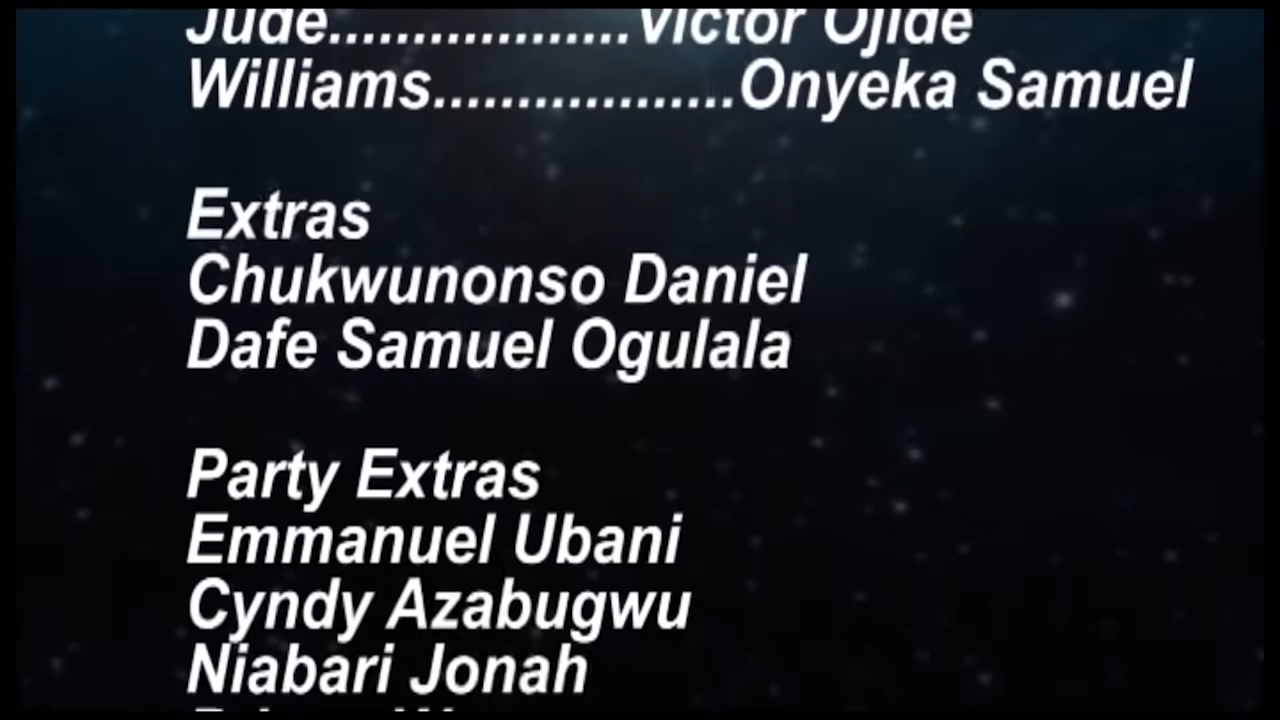 Jude..................Victor Ojide
Williams..................Onyeka Samuel
Extras
Chukwunonso Daniel
Dafe Samuel Ogulala
Party Extras
Emmanuel Ubani
Cyndy Azabugwu
Niabari Jonah